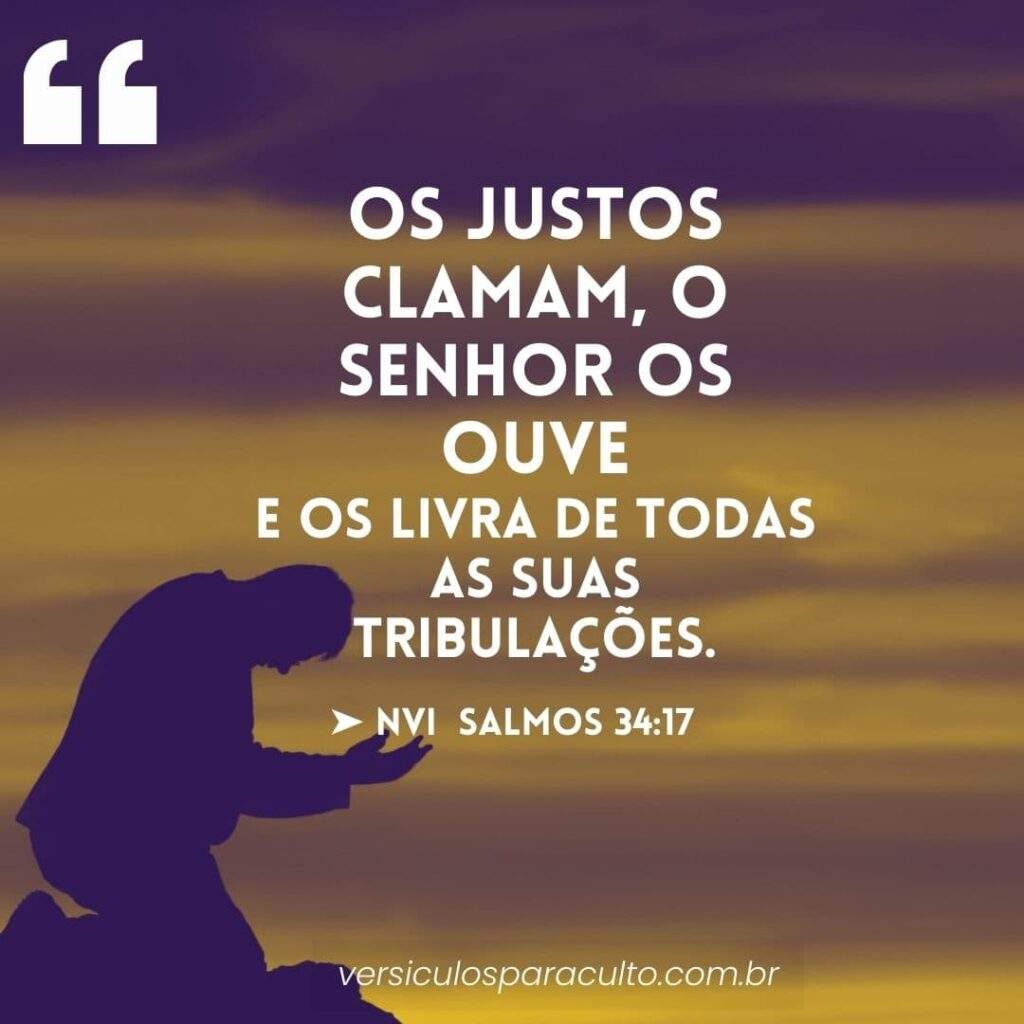 “
OS JUSTOS
CLAMAM, O
SENHOR OS
OUVE
E OS LIVRA DE TODAS
AS SUAS
TRIBULAÇÕES.
➤ NVI SALMOS 34:17
versiculosparaculto.com.br